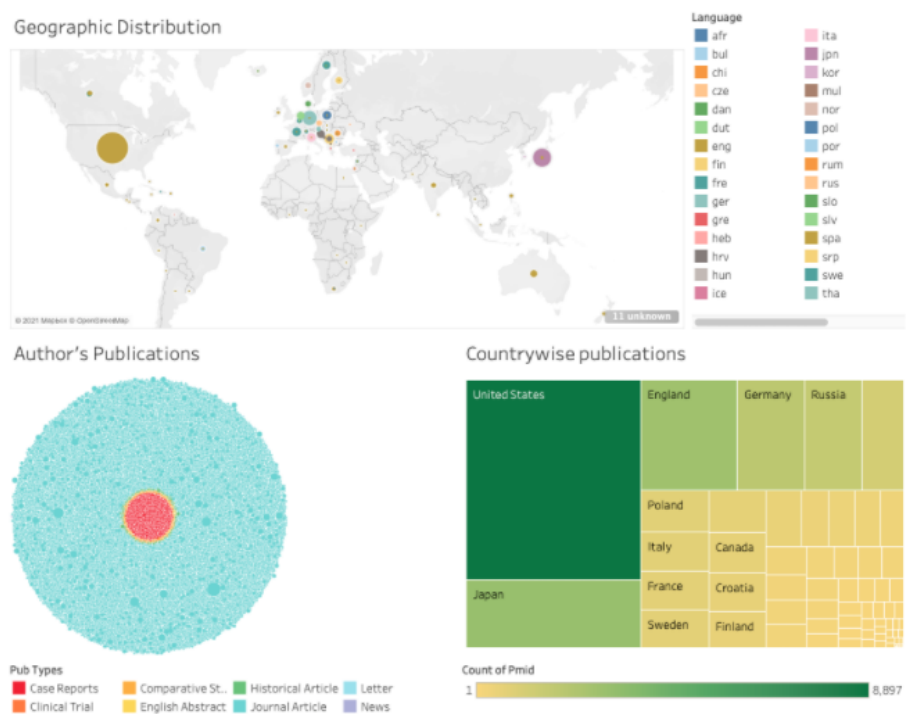 Geographic Distribution
© 2021 Mapbox © OpenStreetMap
11 unknown
Language
afr
bul
chi
cze
dan
dut
eng
fin
fre
ger
gre
heb
hrv
hun
ice
ita
jpn
kor
mul
nor
pol
por
rum
rus
slo
slv
spa
srp
swe
tha
Author's Publications
Pub Types
Case Reports
Comparative St..
Historical Article
Letter
Clinical Trial
English Abstract
Journal Article
News
Countrywise publications
United States
England
Germany
Russia
Poland
Italy
Canada
France
Croatia
Japan
Sweden
Finland
Count of Pmid
1
8,897